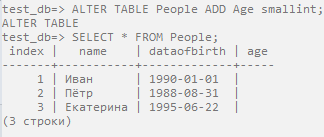 test_db=> ALTER TABLE People ADD Age smallint;
ALTER TABLE
test_db=> SELECT * FROM People;
 index |   name    | dataofbirth | age
-------+-----------+-------------+-----
     1 | Иван      | 1990-01-01  |
     2 | Пётр      | 1988-08-31  |
     3 | Екатерина | 1995-06-22  |
(3 строки)